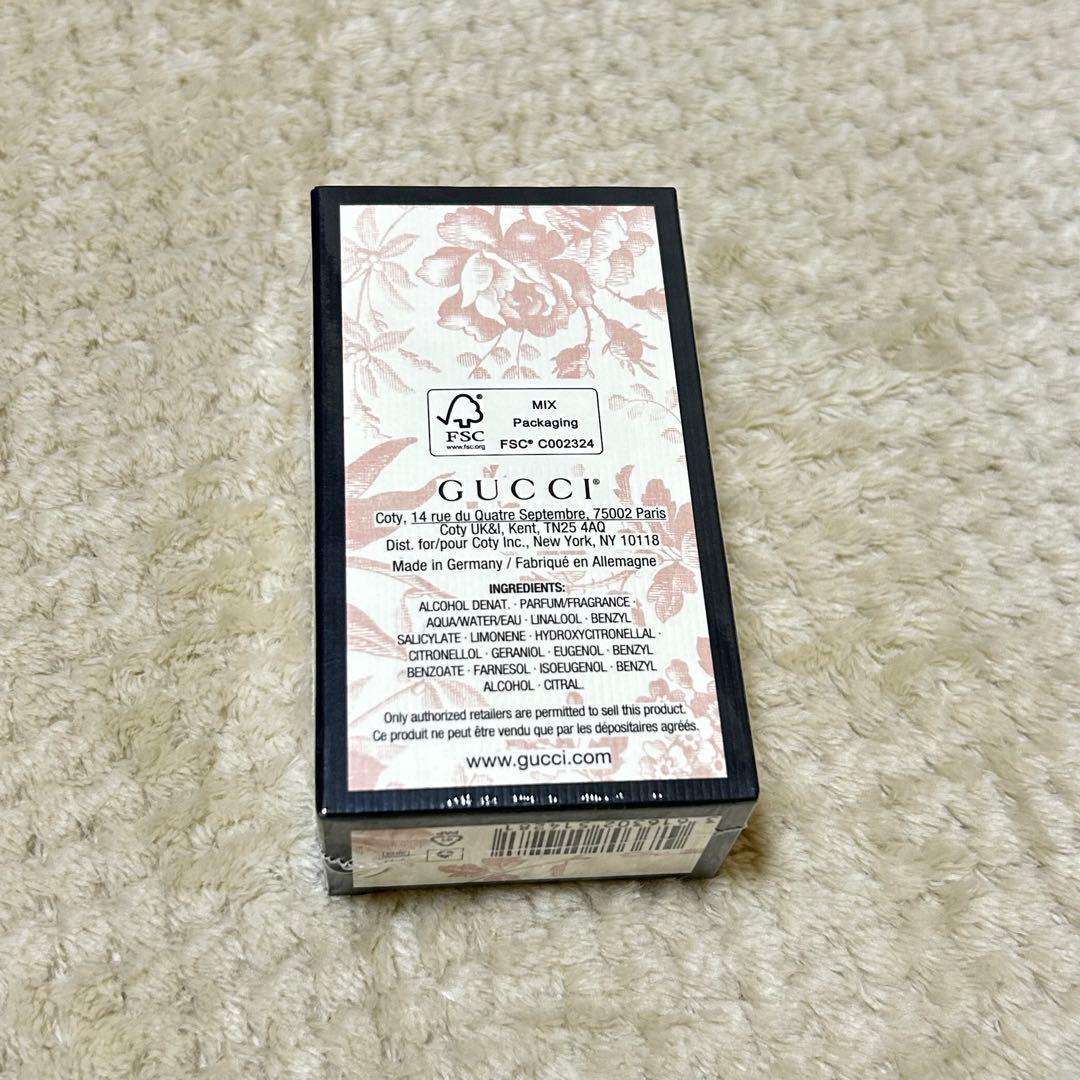 FSC
www.fsc.org
MIX
Packaging
FSC® C002324
GUCCI®
Coty, 14 rue du Quatre Septembre, 75002 Paris
Coty UK&I, Kent, TN25 4AQ
Dist. for/pour Coty Inc., New York, NY 10118
Made in Germany / Fabriqué en Allemagne
INGREDIENTS:
ALCOHOL DENAT. · PARFUM/FRAGRANCE ·
AQUA/WATER/EAU · LINALOOL · BENZYL
SALICYLATE · LIMONENE · HYDROXYCITRONELLAL ·
CITRONELLOL · GERANIOL · EUGENOL · BENZYL
BENZOATE · FARNESOL · ISOEUGENOL · BENZYL
ALCOHOL · CITRAL.
Only authorized retailers are permitted to sell this product.
Ce produit ne peut être vendu que par les dépositaires agréés.
www.gucci.com